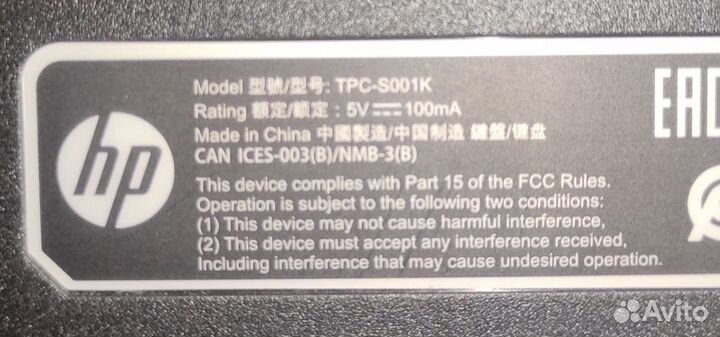 hp
Model 型號/型号: TPC-S001K
Rating 額定/额定 : 5V⎓100mA
Made in China 中國製造/中国制造 鍵盤/键盘
CAN ICES-003(B)/NMB-3(B)
This device complies with Part 15 of the FCC Rules.
Operation is subject to the following two conditions:
(1) This device may not cause harmful interference,
(2) This device must accept any interference received,
Including interference that may cause undesired operation.
EAC
Avito